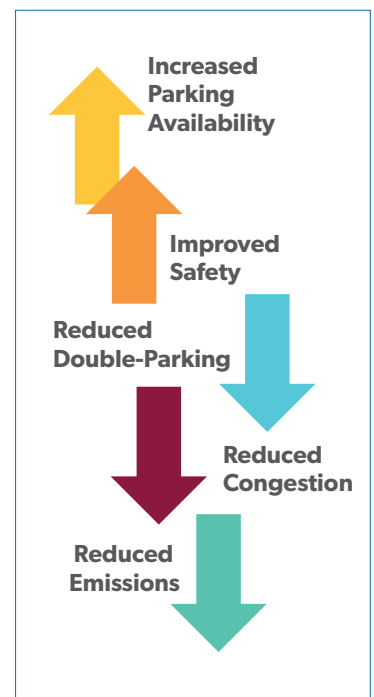 Increased
Parking
Availability
Improved
Safety
Reduced
Double-Parking
Reduced
Congestion
Reduced
Emissions